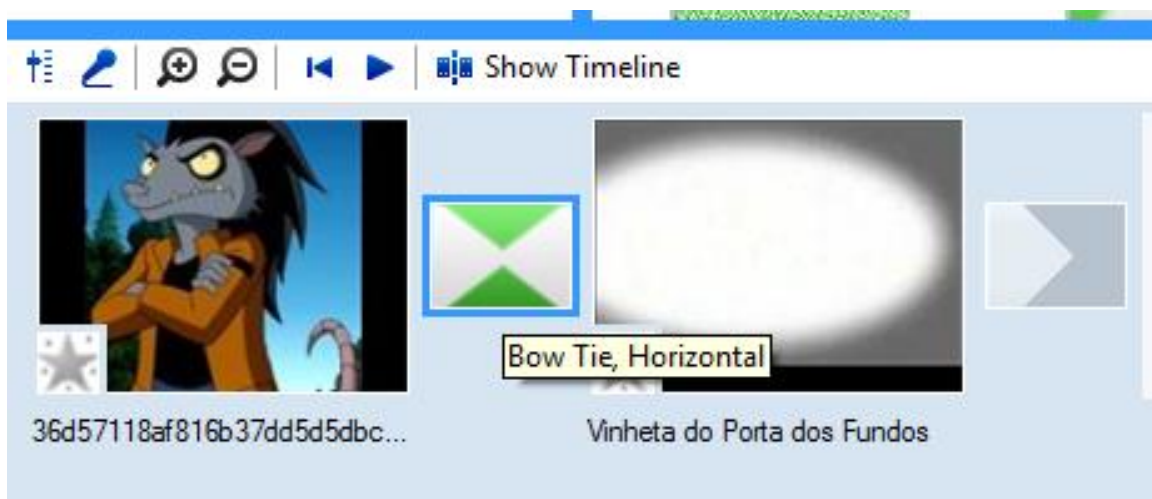 Show Timeline
Bow Tie, Horizontal
36d57118af816b37dd5d5dbc...
Vinheta do Porta dos Fundos